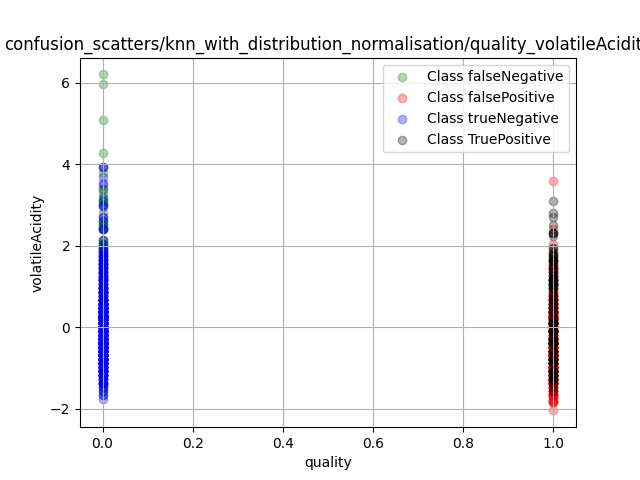 confusion_scatters/knn_with_distribution_normalisation/quality_volatileAcidit
Class falseNegative
Class falsePositive
Class trueNegative
Class TruePositive
volatileAcidity
6
4
2
0
−2
0.0 0.2 0.4 0.6 0.8 1.0
quality